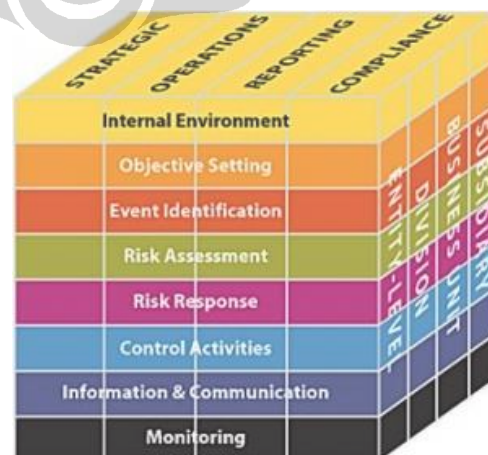 STRATEGIC
OPERATIONS
REPORTING
COMPLIANCE
Internal Environment
Objective Setting
Event Identification
Risk Assessment
Risk Response
Control Activities
Information & Communication
Monitoring
ENTITY-LEVEL
DIVISION
BUSINESS UNIT
SUBSIDIARY